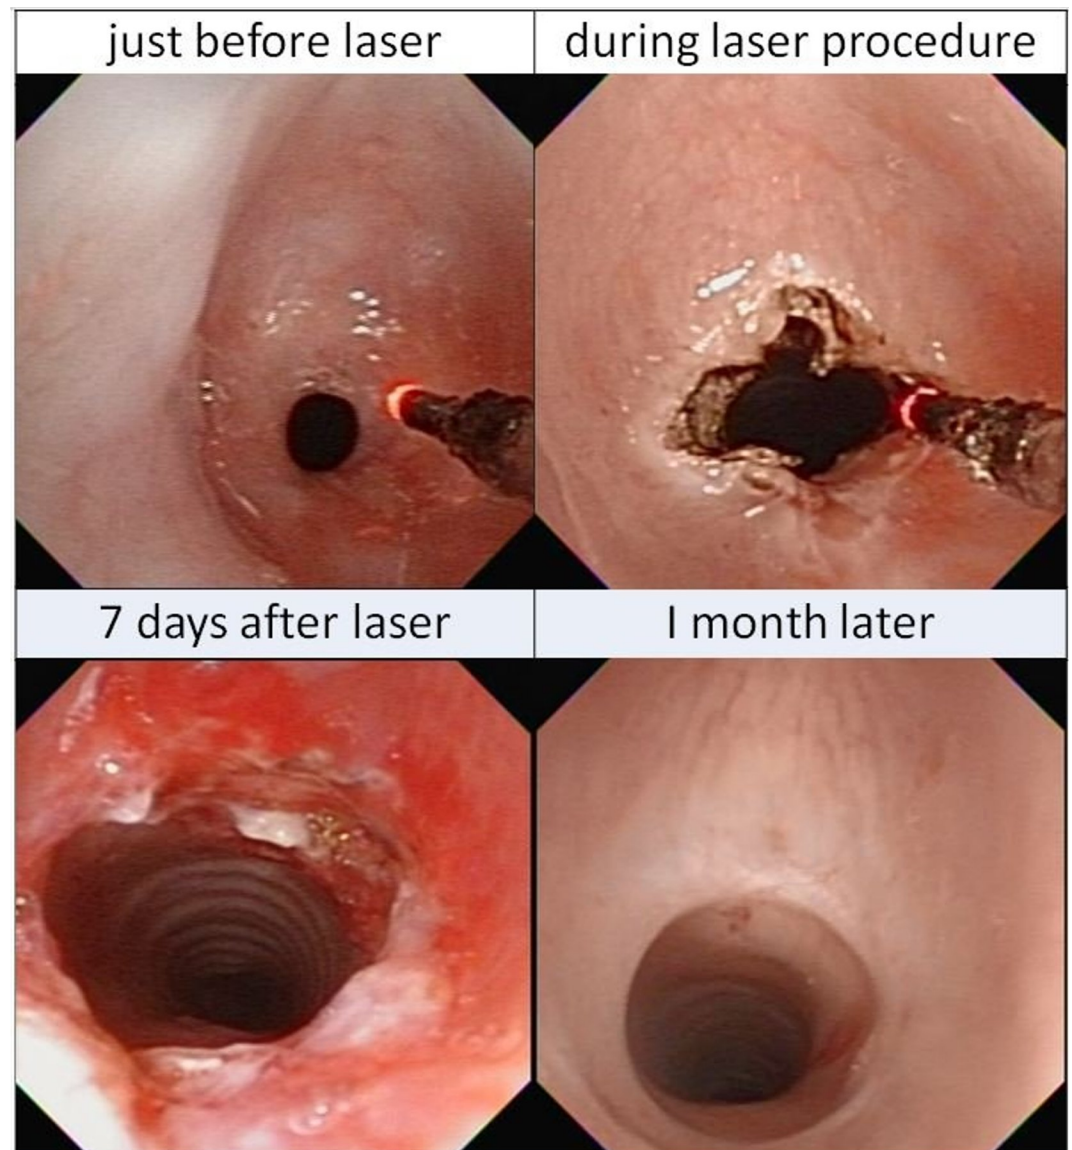 just before laser
during laser procedure
7 days after laser
I month later